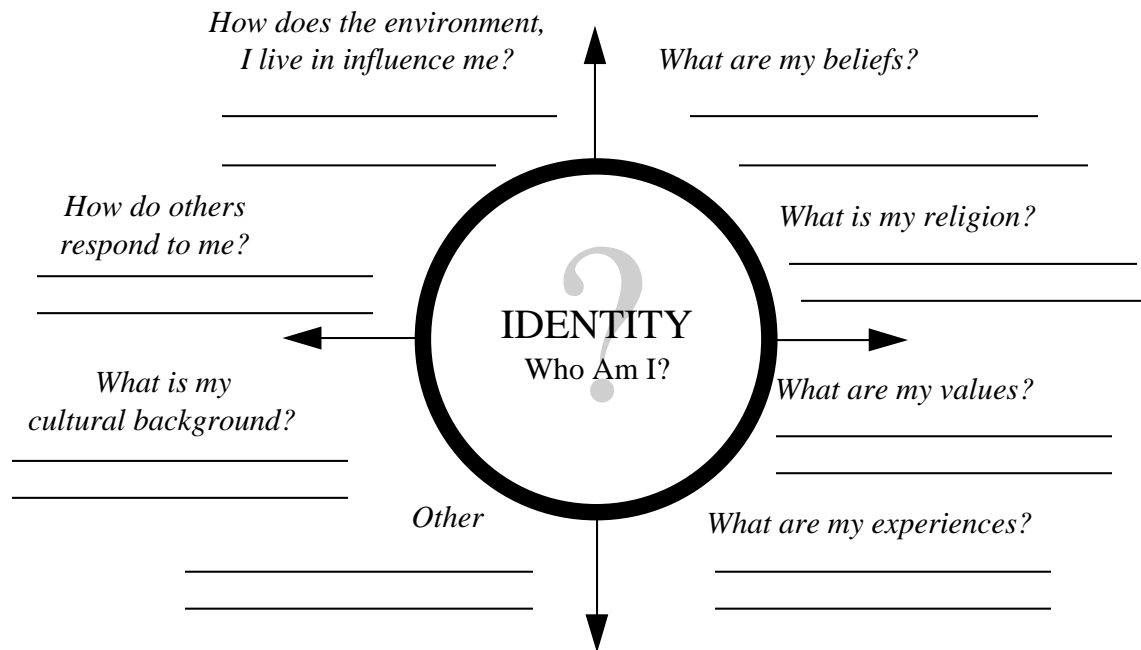 How does the environment,
I live in influence me?
What are my beliefs?
How do others
respond to me?
What is my religion?
?
IDENTITY
Who Am I?
What is my
cultural background?
What are my values?
Other
What are my experiences?